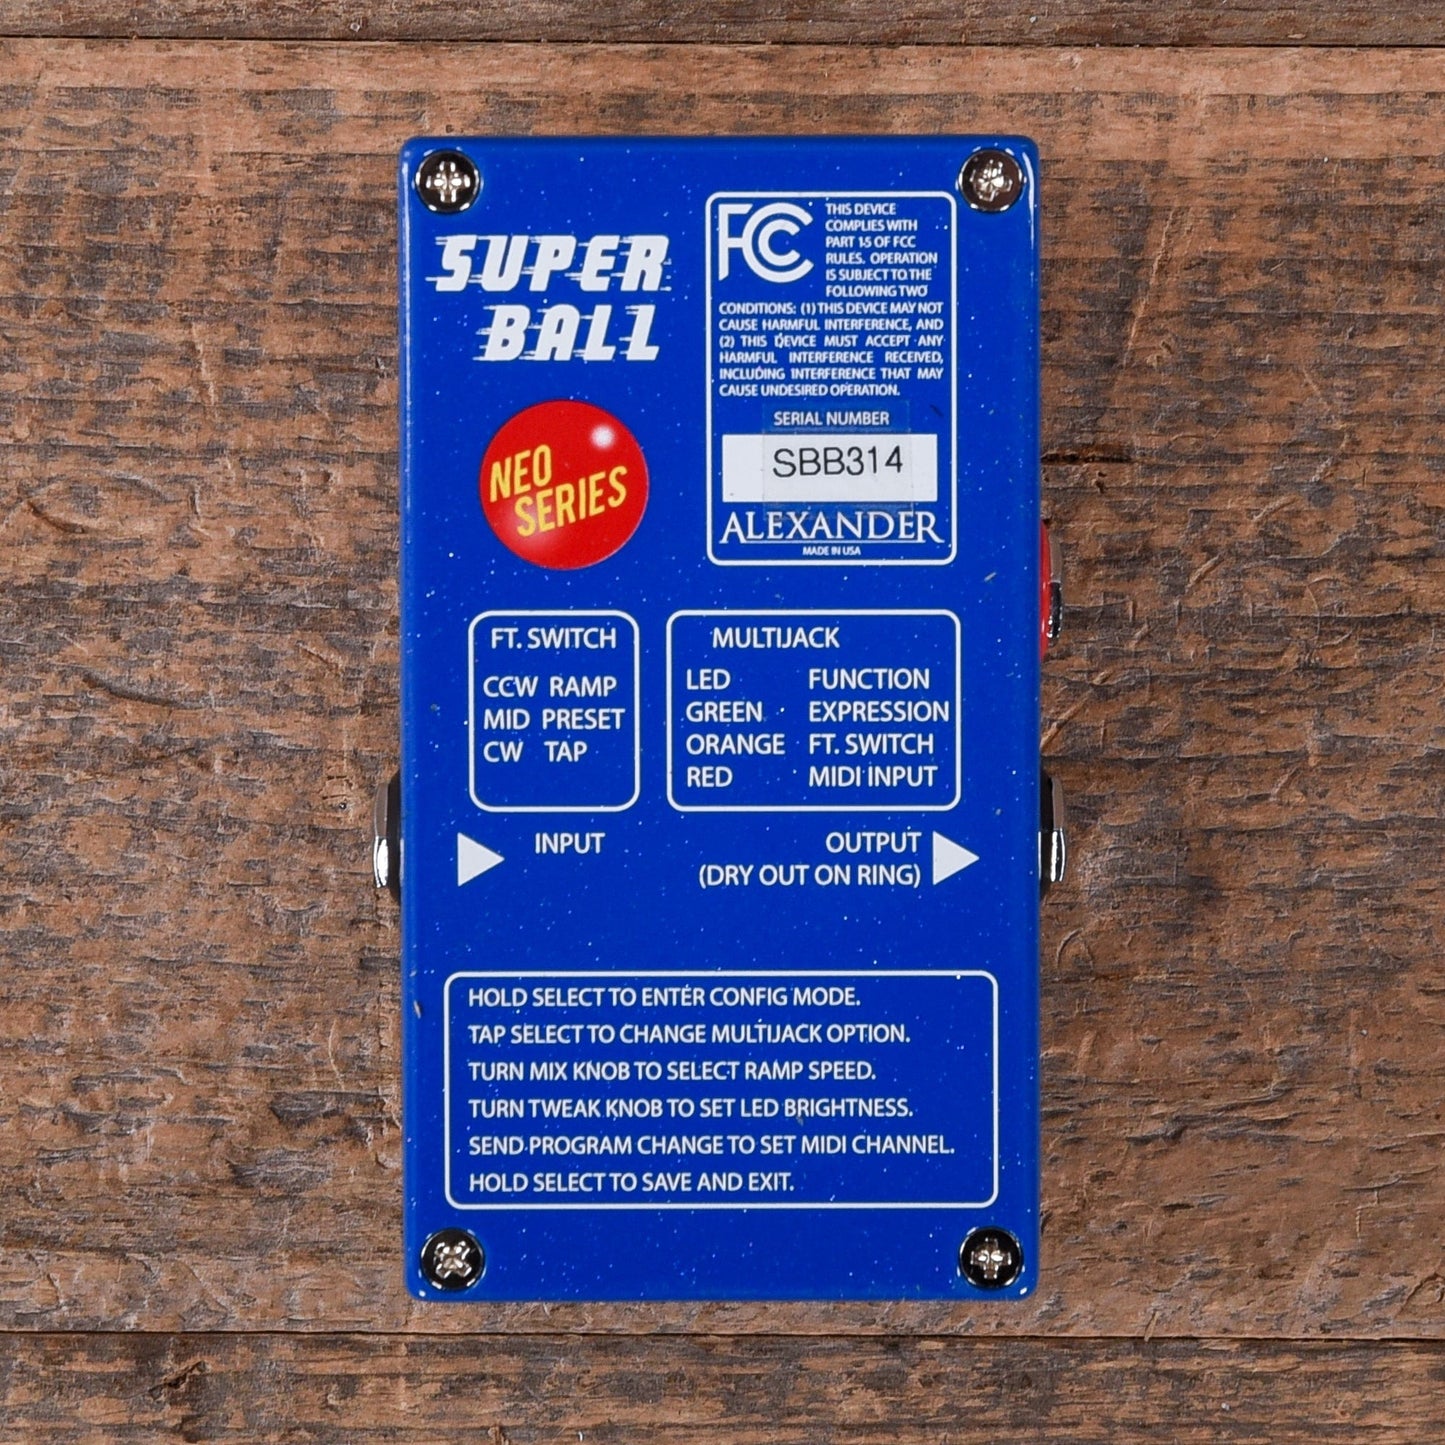 SUPER
BALL
NEO
SERIES
FCC
THIS DEVICE
COMPLIES WITH
PART 15 OF FCC
RULES. OPERATION
IS SUBJECT TO THE
FOLLOWING TWO
CONDITIONS: (1) THIS DEVICE MAY NOT
CAUSE HARMFUL INTERFERENCE, AND
(2) THIS DEVICE MUST ACCEPT ANY
HARMFUL INTERFERENCE RECEIVED,
INCLUDING INTERFERENCE THAT MAY
CAUSE UNDESIRED OPERATION.
SERIAL NUMBER
SBB314
ALEXANDER
MADE IN USA
FT. SWITCH
CCW RAMP
MID PRESET
CW TAP
MULTIJACK
LED FUNCTION
GREEN EXPRESSION
ORANGE FT. SWITCH
RED MIDI INPUT
INPUT
OUTPUT
(DRY OUT ON RING)
HOLD SELECT TO ENTER CONFIG MODE.
TAP SELECT TO CHANGE MULTIJACK OPTION.
TURN MIX KNOB TO SELECT RAMP SPEED.
TURN TWEAK KNOB TO SET LED BRIGHTNESS.
SEND PROGRAM CHANGE TO SET MIDI CHANNEL.
HOLD SELECT TO SAVE AND EXIT.